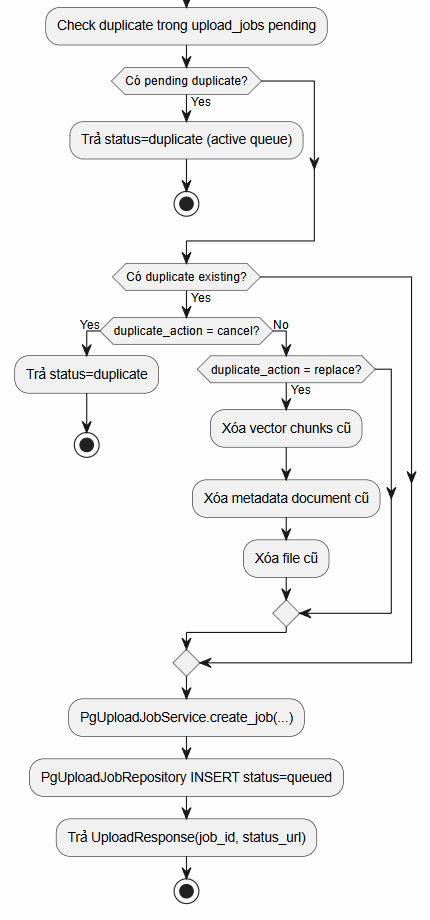 Check duplicate trong upload_jobs pending
Có pending duplicate?
Yes
Trả status=duplicate (active queue)
Có duplicate existing?
Yes
Yes
duplicate_action = cancel?
No
Trả status=duplicate
duplicate_action = replace?
Yes
Xóa vector chunks cũ
Xóa metadata document cũ
Xóa file cũ
PgUploadJobService.create_job(...)
PgUploadJobRepository INSERT status=queued
Trả UploadResponse(job_id, status_url)